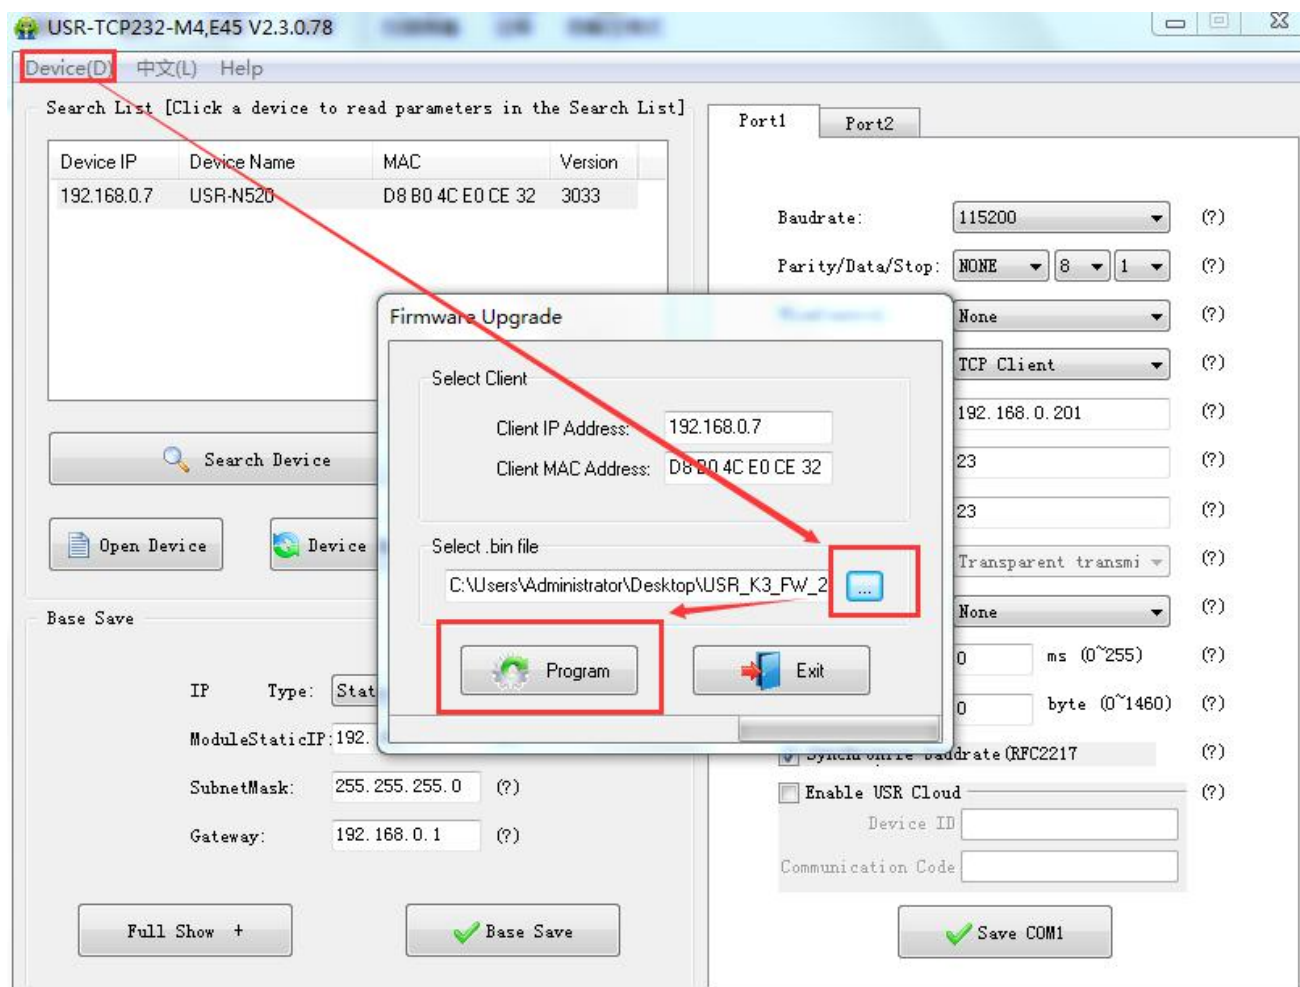 USR-TCP232-M4,E45 V2.3.0.78
Device(D) 中文(L) Help
Search List [Click a device to read parameters in the Search List]
Device IP Device Name MAC Version
192.168.0.7 USR-N520 D8 B0 4C E0 CE 32 3033
Search Device
Open Device
Device
Base Save
IP Type: Stat
ModuleStaticIP: 192.
SubnetMask: 255.255.255.0 (?)
Gateway: 192.168.0.1 (?)
Full Show +
Base Save
Firmware Upgrade
Select Client
Client IP Address: 192.168.0.7
Client MAC Address: D8 B0 4C E0 CE 32
Select .bin file
C:\Users\Administrator\Desktop\USR_K3_FW_2 ...
Program
Exit
Port1 Port2
Baudrate: 115200 (?)
Parity/Data/Stop: NONE 8 1 (?)
None (?)
TCP Client (?)
192.168.0.201 (?)
23 (?)
23 (?)
Transparent transmi (?)
None (?)
0 ms (0~255) (?)
0 byte (0~1460) (?)
Baudrate(RFC2217 (?)
Enable USR Cloud (?)
Device ID
Communication Code
Save COM1